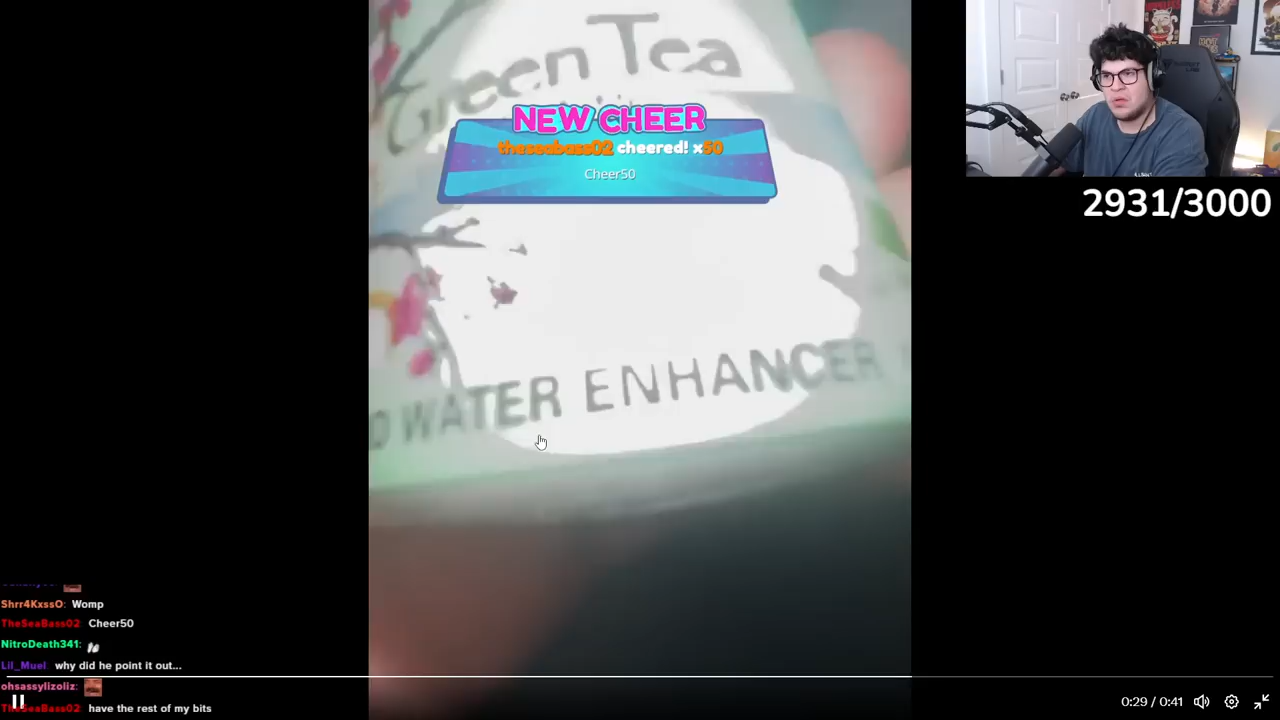 Green Tea
NEW CHEER
theseabass02 cheered! x50
Cheer50
2931/3000
WATER ENHANCER
Shrr4KxssO: Womp
TheSeaBass02 Cheer50
NitroDeath341:
Lil_Muel: why did he point it out...
ohsassylizoliz:
TheSeaBass02 have the rest of my bits
0:29 / 0:41